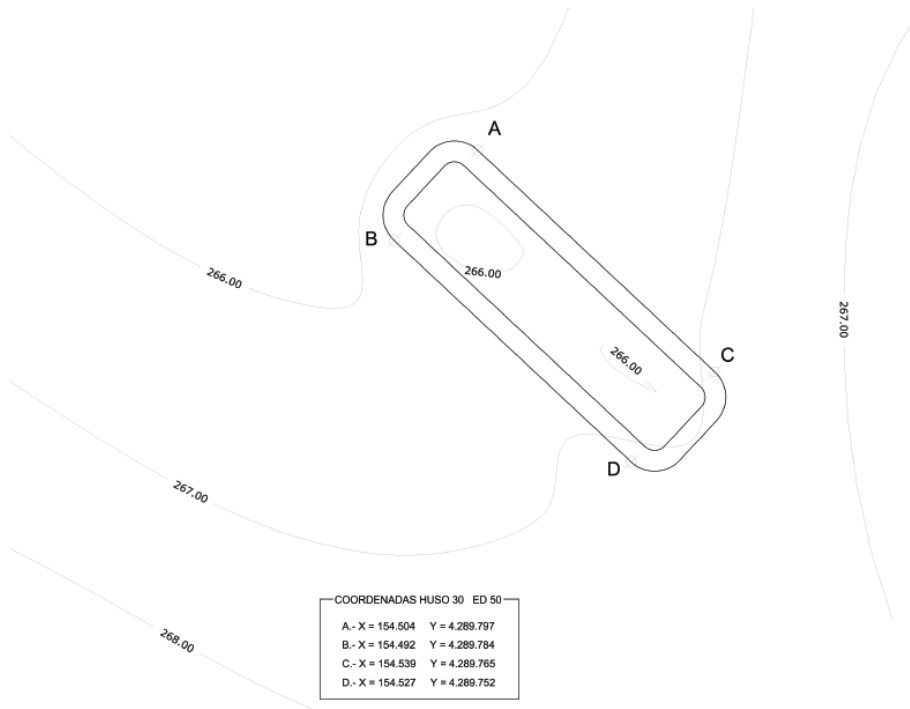 A
B
266.00
266.00
267.00
266.00
C
D
267.00
268.00
COORDENADAS HUSO 30 ED 50
A.- X = 154.504 Y = 4.289.797
B.- X = 154.492 Y = 4.289.784
C.- X = 154.539 Y = 4.289.765
D.- X = 154.527 Y = 4.289.752